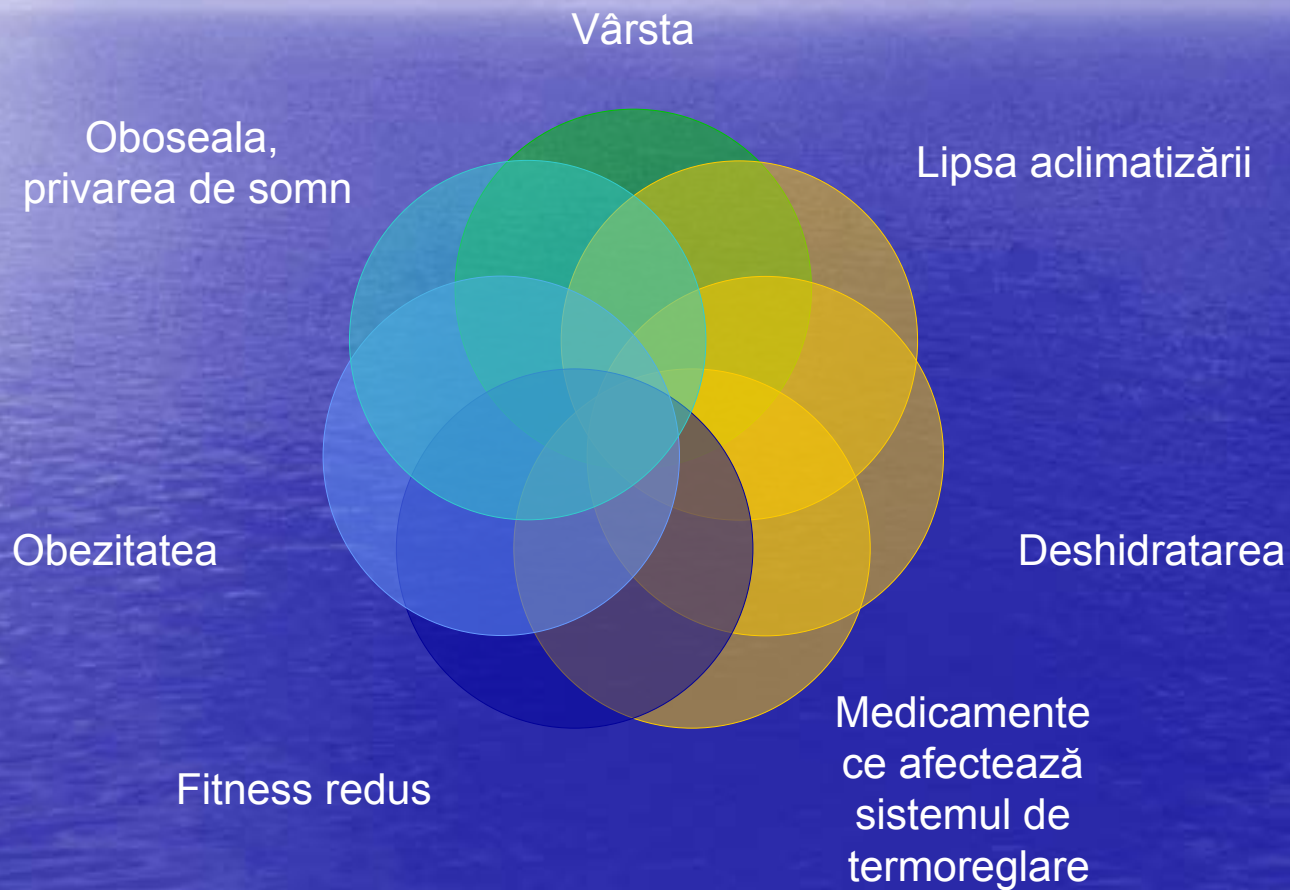 Vârsta
Oboseala,
privarea de somn
Lipsa aclimatizării
Obezitatea
Deshidratarea
Fitness redus
Medicamente
ce afectează
sistemul de
termoreglare